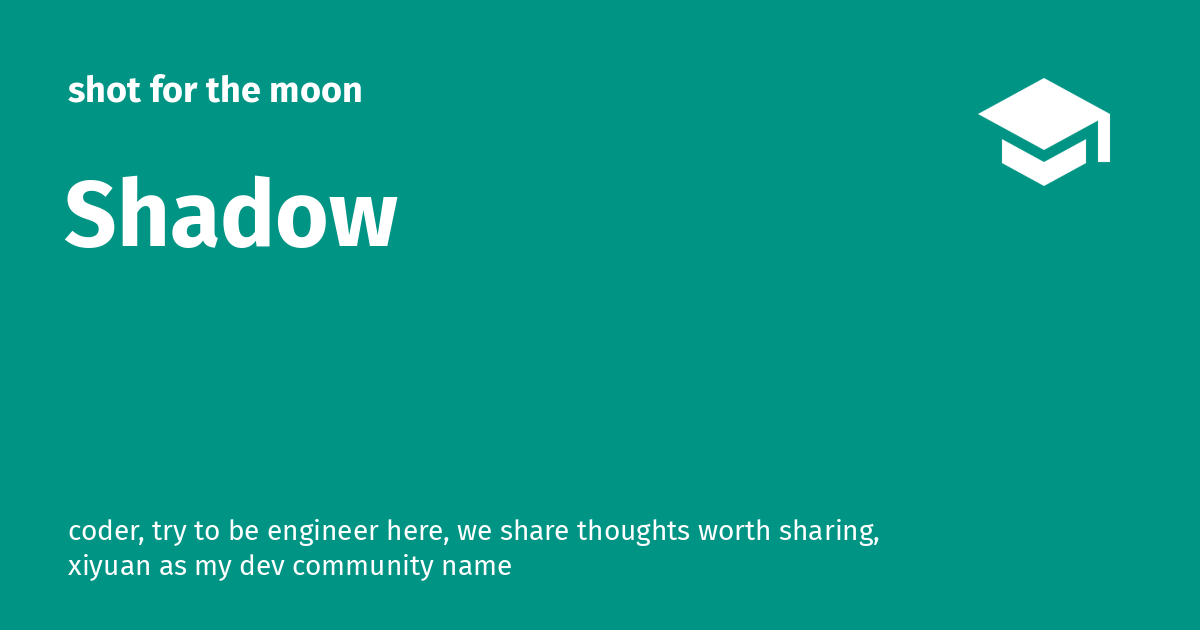 shot for the moon
Shadow
coder, try to be engineer here, we share thoughts worth sharing,
xiyuan as my dev community name